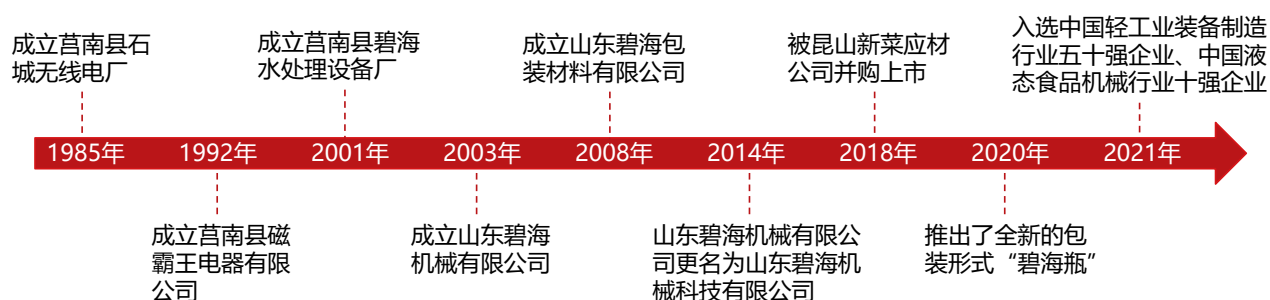 成立莒南县石
城无线电厂
成立莒南县碧海
水处理设备厂
成立山东碧海包
装材料有限公司
被昆山新菜应材
公司并购上市
入选中国轻工业装备制造
行业五十强企业、中国液
态食品机械行业十强企业
1985年
1992年
2001年
2003年
2008年
2014年
2018年
2020年
2021年
成立莒南县磁
霸王电器有限
公司
成立山东碧海
机械有限公司
山东碧海机械有限公
司更名为山东碧海机
械科技有限公司
推出了全新的包
装形式“碧海瓶”